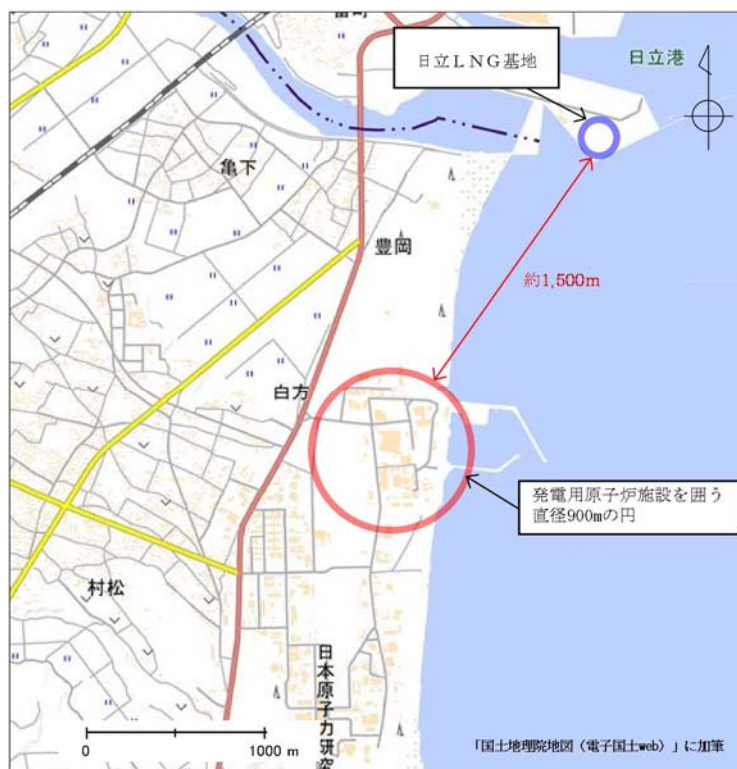 日立LNG基地
日立港
亀下
豊岡
約1,500m
白方
発電用原子炉施設を囲う
直径900mの円
村松
日本原子力研究
0
1000 m
「国土地理院地図（電子国土web）」に加筆